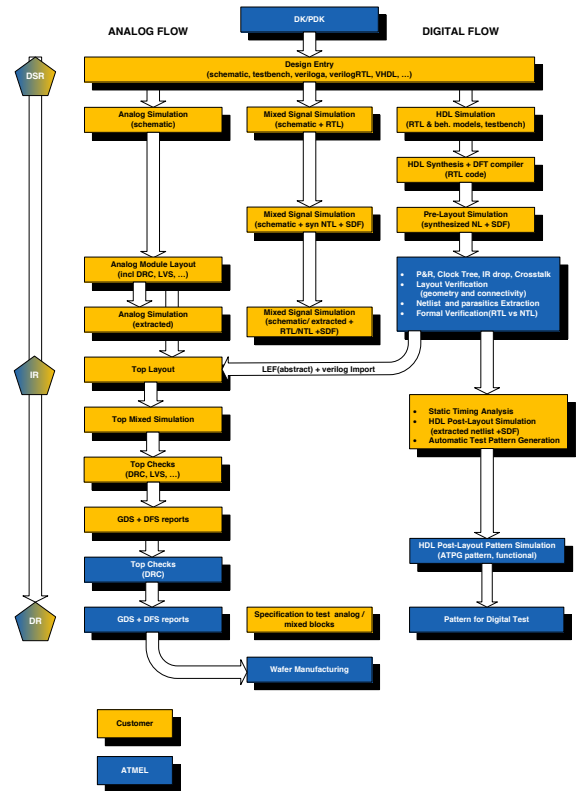 DK/PDK
ANALOG FLOW
DIGITAL FLOW
DSR
Design Entry
(schematic, testbench, veriloga, verilogRTL, VHDL, ...)
Analog Simulation
(schematic)
Mixed Signal Simulation
(schematic + RTL)
HDL Simulation
(RTL & beh. models, testbench)
HDL Synthesis + DFT compiler
(RTL code)
Mixed Signal Simulation
(schematic + syn NTL + SDF)
Pre-Layout Simulation
(synthesized NL + SDF)
Analog Module Layout
(incl DRC, LVS, ...)
• P&R, Clock Tree, IR drop, Crosstalk
• Layout Verification
(geometry and connectivity)
• Netlist and parasitics Extraction
• Formal Verification(RTL vs NTL)
Analog Simulation
(extracted)
Mixed Signal Simulation
(schematic/ extracted +
RTL/NTL +SDF)
IR
Top Layout
LEF(abstract) + verilog Import
Top Mixed Simulation
• Static Timing Analysis
• HDL Post-Layout Simulation
(extracted netlist +SDF)
• Automatic Test Pattern Generation
Top Checks
(DRC, LVS, ...)
GDS + DFS reports
HDL Post-Layout Pattern Simulation
(ATPG pattern, functional)
Top Checks
(DRC)
DR
GDS + DFS reports
Specification to test analog /
mixed blocks
Pattern for Digital Test
Wafer Manufacturing
Customer
ATMEL